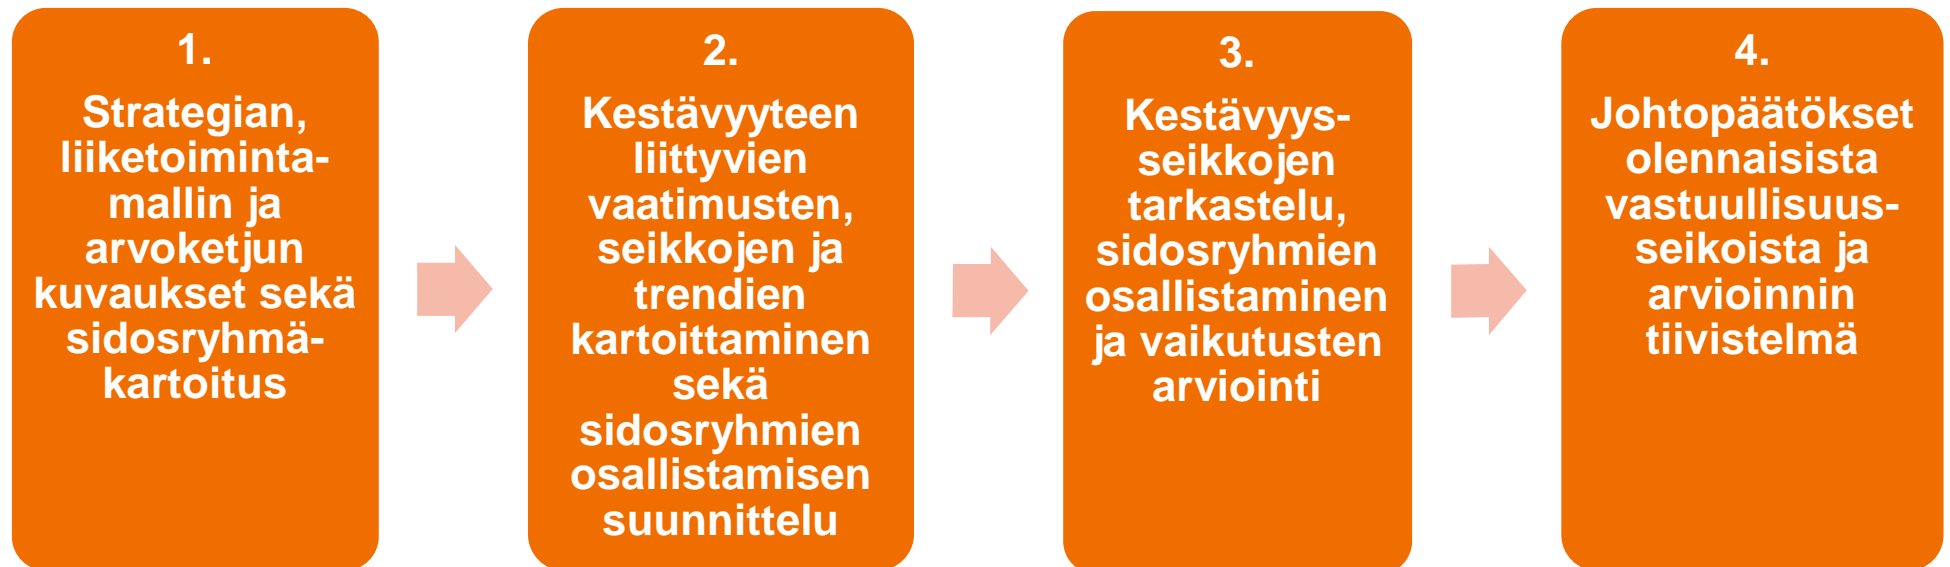 1.
Strategian,
liiketoiminta-
mallin ja
arvoketjun
kuvaukset sekä
sidosryhmä-
kartoitus
2.
Kestävyyteen
liittyvien
vaatimusten,
seikkojen ja
trendien
kartoittaminen
sekä
sidosryhmien
osallistamisen
suunnittelu
3.
Kestävyys-
seikkojen
tarkastelu,
sidosryhmien
osallistaminen
ja vaikutusten
arviointi
4.
Johtopäätökset
olennaisista
vastuullisuus-
seikoista ja
arvioinnin
tiivistelmä